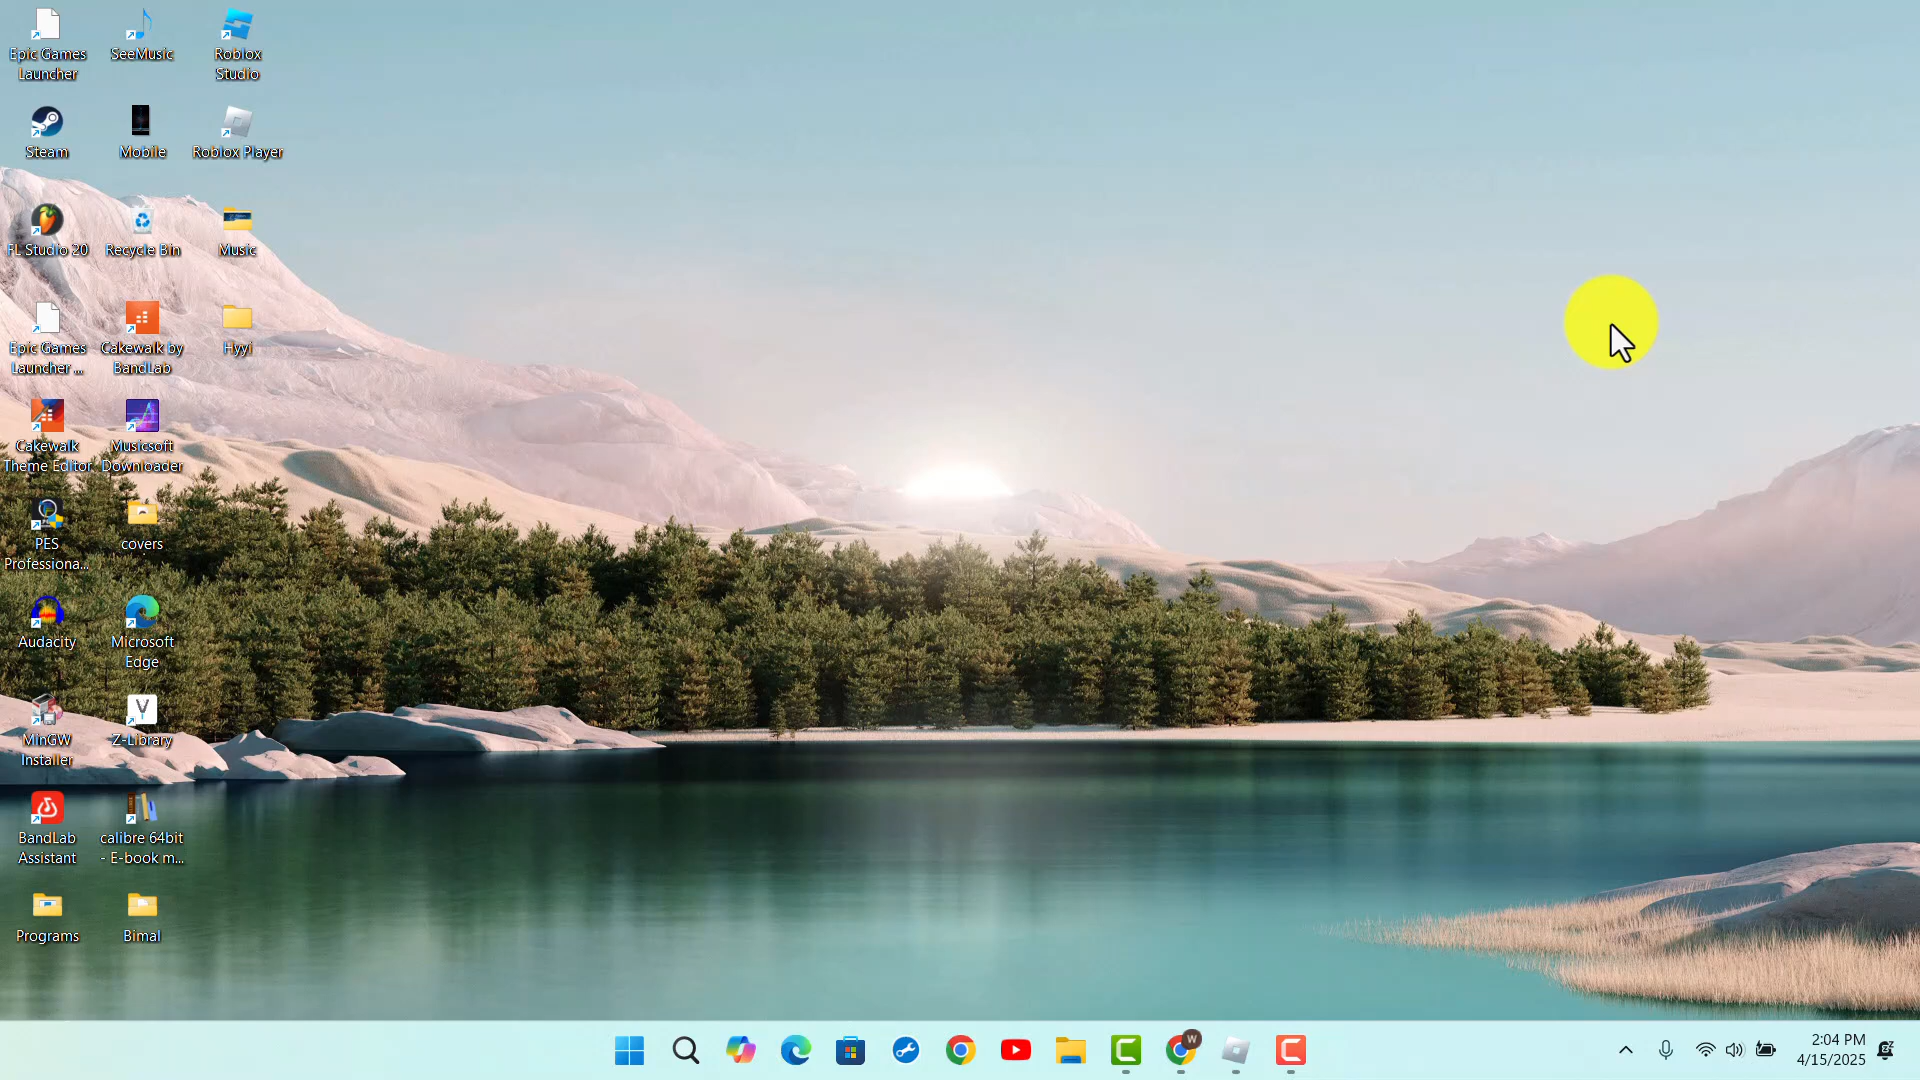 Epic Games
Launcher
SeeMusic
Roblox
Studio
Steam
Mobile
Roblox Player
FL Studio 20
Recycle Bin
Music
Epic Games
Launcher ...
Cakewalk by
BandLab
Hyyi
Cakewalk
Theme Editor
Musicsoft
Downloader
PES
Professiona...
covers
Audacity
Microsoft
Edge
MinGW
Installer
Z-Library
BandLab
Assistant
calibre 64bit
- E-book m...
Programs
Bimal
W
2:04 PM
4/15/2025